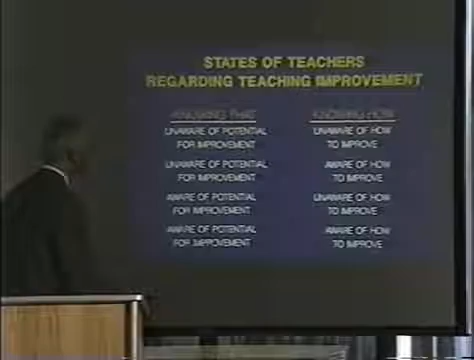 STATES OF TEACHERS
REGARDING TEACHING IMPROVEMENT
KNOWING THAT KNOWING HOW
UNAWARE OF POTENTIAL UNAWARE OF HOW
FOR IMPROVEMENT TO IMPROVE
UNAWARE OF POTENTIAL AWARE OF HOW
FOR IMPROVEMENT TO IMPROVE
AWARE OF POTENTIAL UNAWARE OF HOW
FOR IMPROVEMENT TO IMPROVE
AWARE OF POTENTIAL AWARE OF HOW
FOR IMPROVEMENT TO IMPROVE